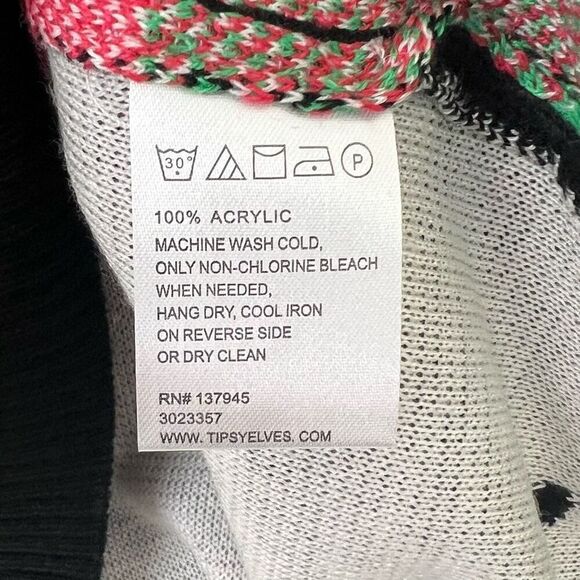 30°
P
100% ACRYLIC
MACHINE WASH COLD,
ONLY NON-CHLORINE BLEACH
WHEN NEEDED,
HANG DRY, COOL IRON
ON REVERSE SIDE
OR DRY CLEAN
RN# 137945
3023357
WWW. TIPSYELVES. COM